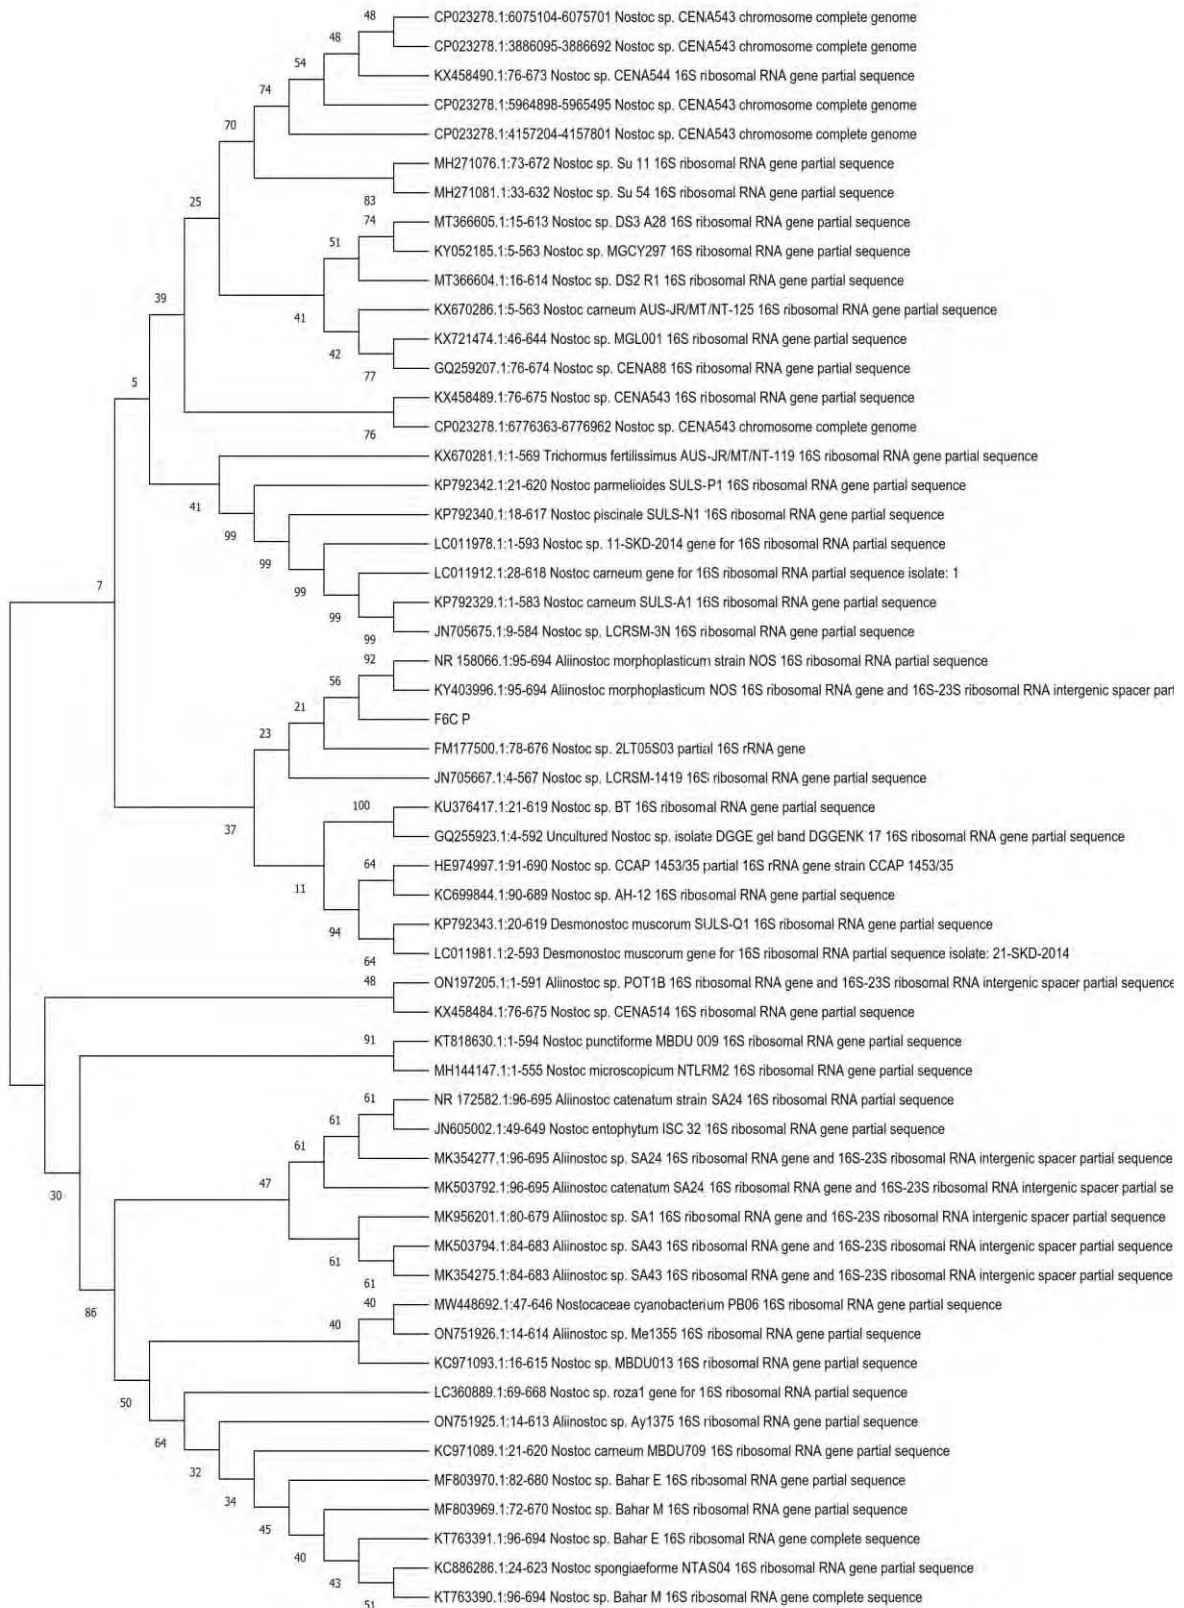 48
CP023278.1:6075104-6075701 Nostoc sp. CENA543 chromosome complete genome
48
CP023278.1:3886095-3886692 Nostoc sp. CENA543 chromosome complete genome
54
KX458490.1:76-673 Nostoc sp. CENA544 16S ribosomal RNA gene partial sequence
74
CP023278.1:5964898-5965495 Nostoc sp. CENA543 chromosome complete genome
70
CP023278.1:4157204-4157801 Nostoc sp. CENA543 chromosome complete genome
MH271076.1:73-672 Nostoc sp. Su 11 16S ribosomal RNA gene partial sequence
MH271081.1:33-632 Nostoc sp. Su 54 16S ribosomal RNA gene partial sequence
25
83
74
MT366605.1:15-613 Nostoc sp. DS3 A28 16S ribosomal RNA gene partial sequence
51
KY052185.1:5-563 Nostoc sp. MGCY297 16S ribosomal RNA gene partial sequence
MT366604.1:16-614 Nostoc sp. DS2 R1 16S ribosomal RNA gene partial sequence
39
KX670286.1:5-563 Nostoc carneum AUS-JR/MT/NT-125 16S ribosomal RNA gene partial sequence
41
KX721474.1:46-644 Nostoc sp. MGL001 16S ribosomal RNA gene partial sequence
42
GQ259207.1:76-674 Nostoc sp. CENA88 16S ribosomal RNA gene partial sequence
77
5
KX458489.1:76-675 Nostoc sp. CENA543 16S ribosomal RNA gene partial sequence
CP023278.1:6776363-6776962 Nostoc sp. CENA543 chromosome complete genome
76
KX670281.1:1-569 Trichormus fertilissimus AUS-JR/MT/NT-119 16S ribosomal RNA gene partial sequence
KP792342.1:21-620 Nostoc parmelioides SULS-P1 16S ribosomal RNA gene partial sequence
41
KP792340.1:18-617 Nostoc piscinale SULS-N1 16S ribosomal RNA gene partial sequence
99
LC011978.1:1-593 Nostoc sp. 11-SKD-2014 gene for 16S ribosomal RNA partial sequence
99
LC011912.1:28-618 Nostoc carneum gene for 16S ribosomal RNA partial sequence isolate: 1
7
99
KP792329.1:1-583 Nostoc carneum SULS-A1 16S ribosomal RNA gene partial sequence
99
JN705675.1:9-584 Nostoc sp. LCRSM-3N 16S ribosomal RNA gene partial sequence
99
92
NR 158066.1:95-694 Aliinostoc morphoplasticum strain NOS 16S ribosomal RNA partial sequence
56
KY403996.1:95-694 Aliinostoc morphoplasticum NOS 16S ribosomal RNA gene and 16S-23S ribosomal RNA intergenic spacer part
21
F6C P
23
FM177500.1:78-676 Nostoc sp. 2LT05S03 partial 16S rRNA gene
JN705667.1:4-567 Nostoc sp. LCRSM-1419 16S ribosomal RNA gene partial sequence
100
KU376417.1:21-619 Nostoc sp. BT 16S ribosomal RNA gene partial sequence
37
GQ255923.1:4-592 Uncultured Nostoc sp. isolate DGGE gel band DGGENK 17 16S ribosomal RNA gene partial sequence
64
HE974997.1:91-690 Nostoc sp. CCAP 1453/35 partial 16S rRNA gene strain CCAP 1453/35
11
KC699844.1:90-689 Nostoc sp. AH-12 16S ribosomal RNA gene partial sequence
KP792343.1:20-619 Desmonostoc muscorum SULS-Q1 16S ribosomal RNA gene partial sequence
94
LC011981.1:2-593 Desmonostoc muscorum gene for 16S ribosomal RNA partial sequence isolate: 21-SKD-2014
64
48
ON197205.1:1-591 Aliinostoc sp. POT1B 16S ribosomal RNA gene and 16S-23S ribosomal RNA intergenic spacer partial sequence
KX458484.1:76-675 Nostoc sp. CENA514 16S ribosomal RNA gene partial sequence
91
KT818630.1:1-594 Nostoc punctiforme MBDU 009 16S ribosomal RNA gene partial sequence
MH144147.1:1-555 Nostoc microscopicum NTLRM2 16S ribosomal RNA gene partial sequence
61
NR 172582.1:96-695 Aliinostoc catenatum strain SA24 16S ribosomal RNA partial sequence
61
JN605002.1:49-649 Nostoc entophytum ISC 32 16S ribosomal RNA gene partial sequence
61
MK354277.1:96-695 Aliinostoc sp. SA24 16S ribosomal RNA gene and 16S-23S ribosomal RNA intergenic spacer partial sequence
30
47
MK503792.1:96-695 Aliinostoc catenatum SA24 16S ribosomal RNA gene and 16S-23S ribosomal RNA intergenic spacer partial se
MK956201.1:80-679 Aliinostoc sp. SA1 16S ribosomal RNA gene and 16S-23S ribosomal RNA intergenic spacer partial sequence
MK503794.1:84-683 Aliinostoc sp. SA43 16S ribosomal RNA gene and 16S-23S ribosomal RNA intergenic spacer partial sequence
61
MK354275.1:84-683 Aliinostoc sp. SA43 16S ribosomal RNA gene and 16S-23S ribosomal RNA intergenic spacer partial sequence
61
86
40
MW448692.1:47-646 Nostocaceae cyanobacterium PB06 16S ribosomal RNA gene partial sequence
40
ON751926.1:14-614 Aliinostoc sp. Me1355 16S ribosomal RNA gene partial sequence
KC971093.1:16-615 Nostoc sp. MBDU013 16S ribosomal RNA gene partial sequence
50
LC360889.1:69-668 Nostoc sp. roza1 gene for 16S ribosomal RNA partial sequence
ON751925.1:14-613 Aliinostoc sp. Ay1375 16S ribosomal RNA gene partial sequence
64
KC971089.1:21-620 Nostoc carneum MBDU709 16S ribosomal RNA gene partial sequence
32
MF803970.1:82-680 Nostoc sp. Bahar E 16S ribosomal RNA gene partial sequence
34
MF803969.1:72-670 Nostoc sp. Bahar M 16S ribosomal RNA gene partial sequence
45
KT763391.1:96-694 Nostoc sp. Bahar E 16S ribosomal RNA gene complete sequence
40
KC886286.1:24-623 Nostoc spongiaeforme NTAS04 16S ribosomal RNA gene partial sequence
43
KT763390.1:96-694 Nostoc sp. Bahar M 16S ribosomal RNA gene complete sequence
51